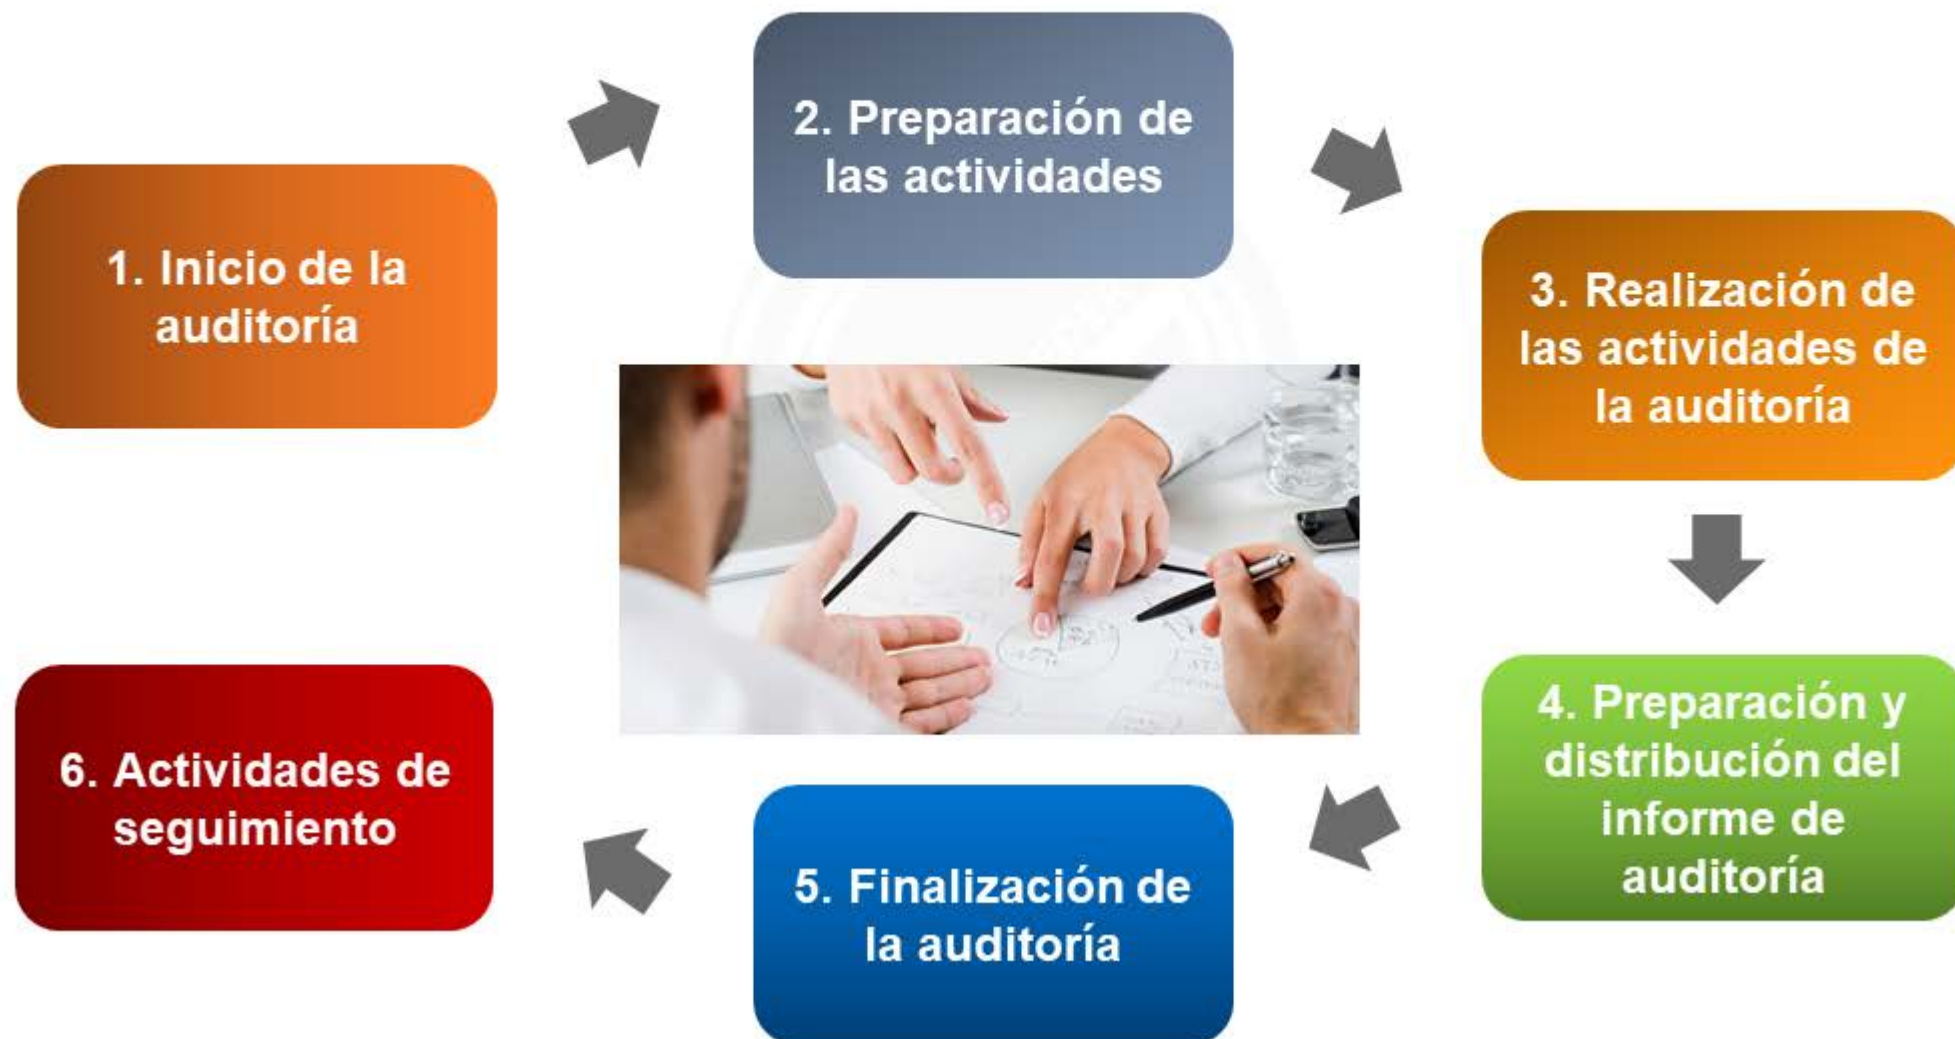 1. Inicio de la
auditoría
2. Preparación de
las actividades
3. Realización de
las actividades de
la auditoría
4. Preparación y
distribución del
informe de
auditoría
5. Finalización de
la auditoría
6. Actividades de
seguimiento